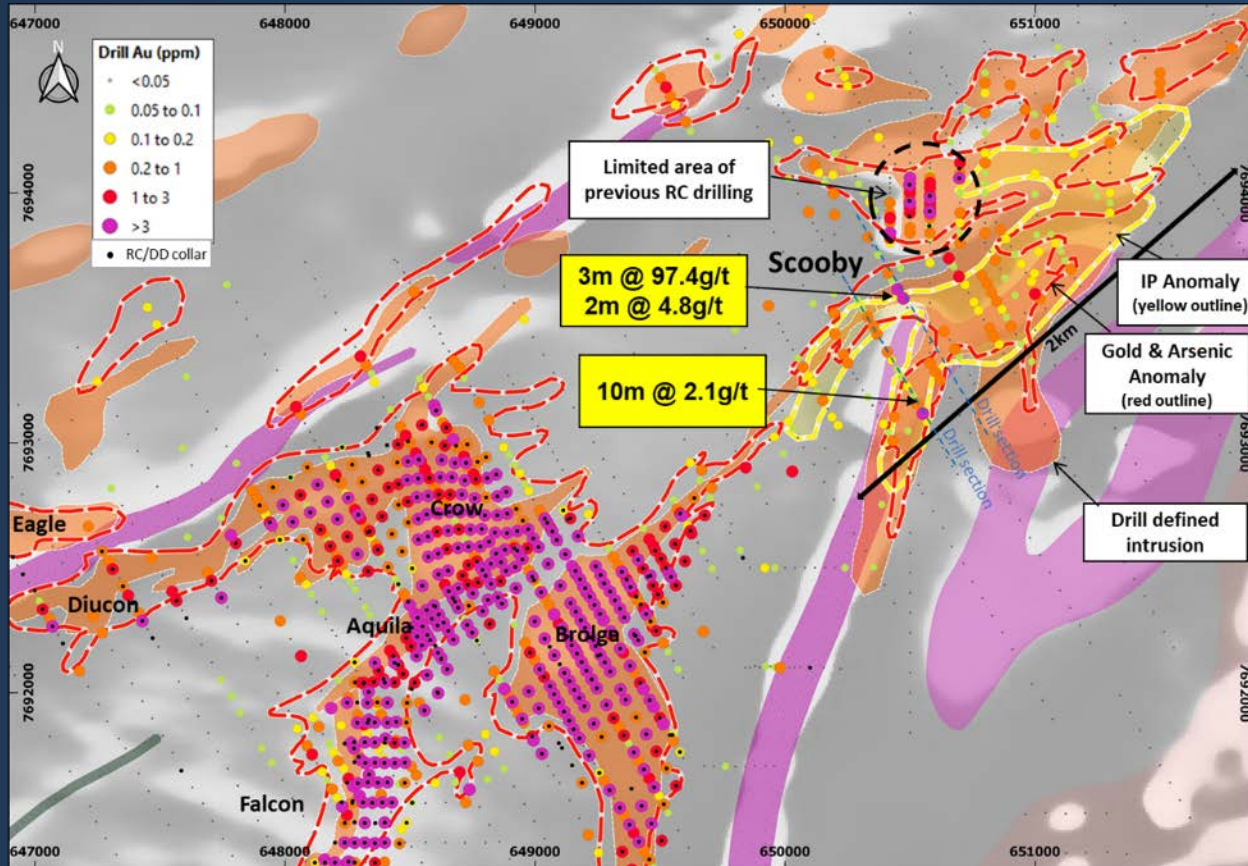 647000
648000
649000
650000
651000
N
Drill Au (ppm)
<0.05
0.05 to 0.1
0.1 to 0.2
0.2 to 1
1 to 3
>3
RC/DD collar
7694000
7694000
Limited area of
previous RC drilling
Scooby
3m @ 97.4g/t
2m @ 4.8g/t
IP Anomaly
(yellow outline)
2km
Gold & Arsenic
Anomaly
(red outline)
10m @ 2.1g/t
Drill section
Drill section
7693000
7693000
Drill defined
intrusion
Crow
Eagle
Diucon
Aquila
Brolga
7692000
7692000
Falcon
647000
648000
649000
650000
651000